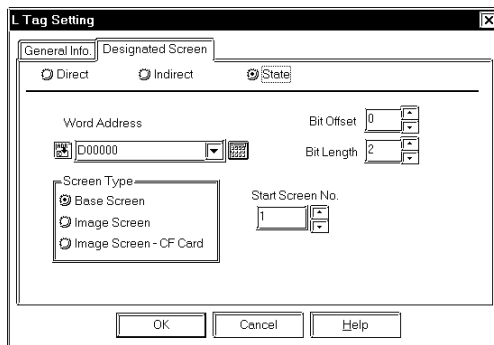 L Tag Setting
General Info. Designated Screen
Direct Indirect State
Word Address
Bit Offset 0
D00000
Bit Length 2
Screen Type
Base Screen
Image Screen
Image Screen - CF Card
Start Screen No.
1
OK Cancel Help